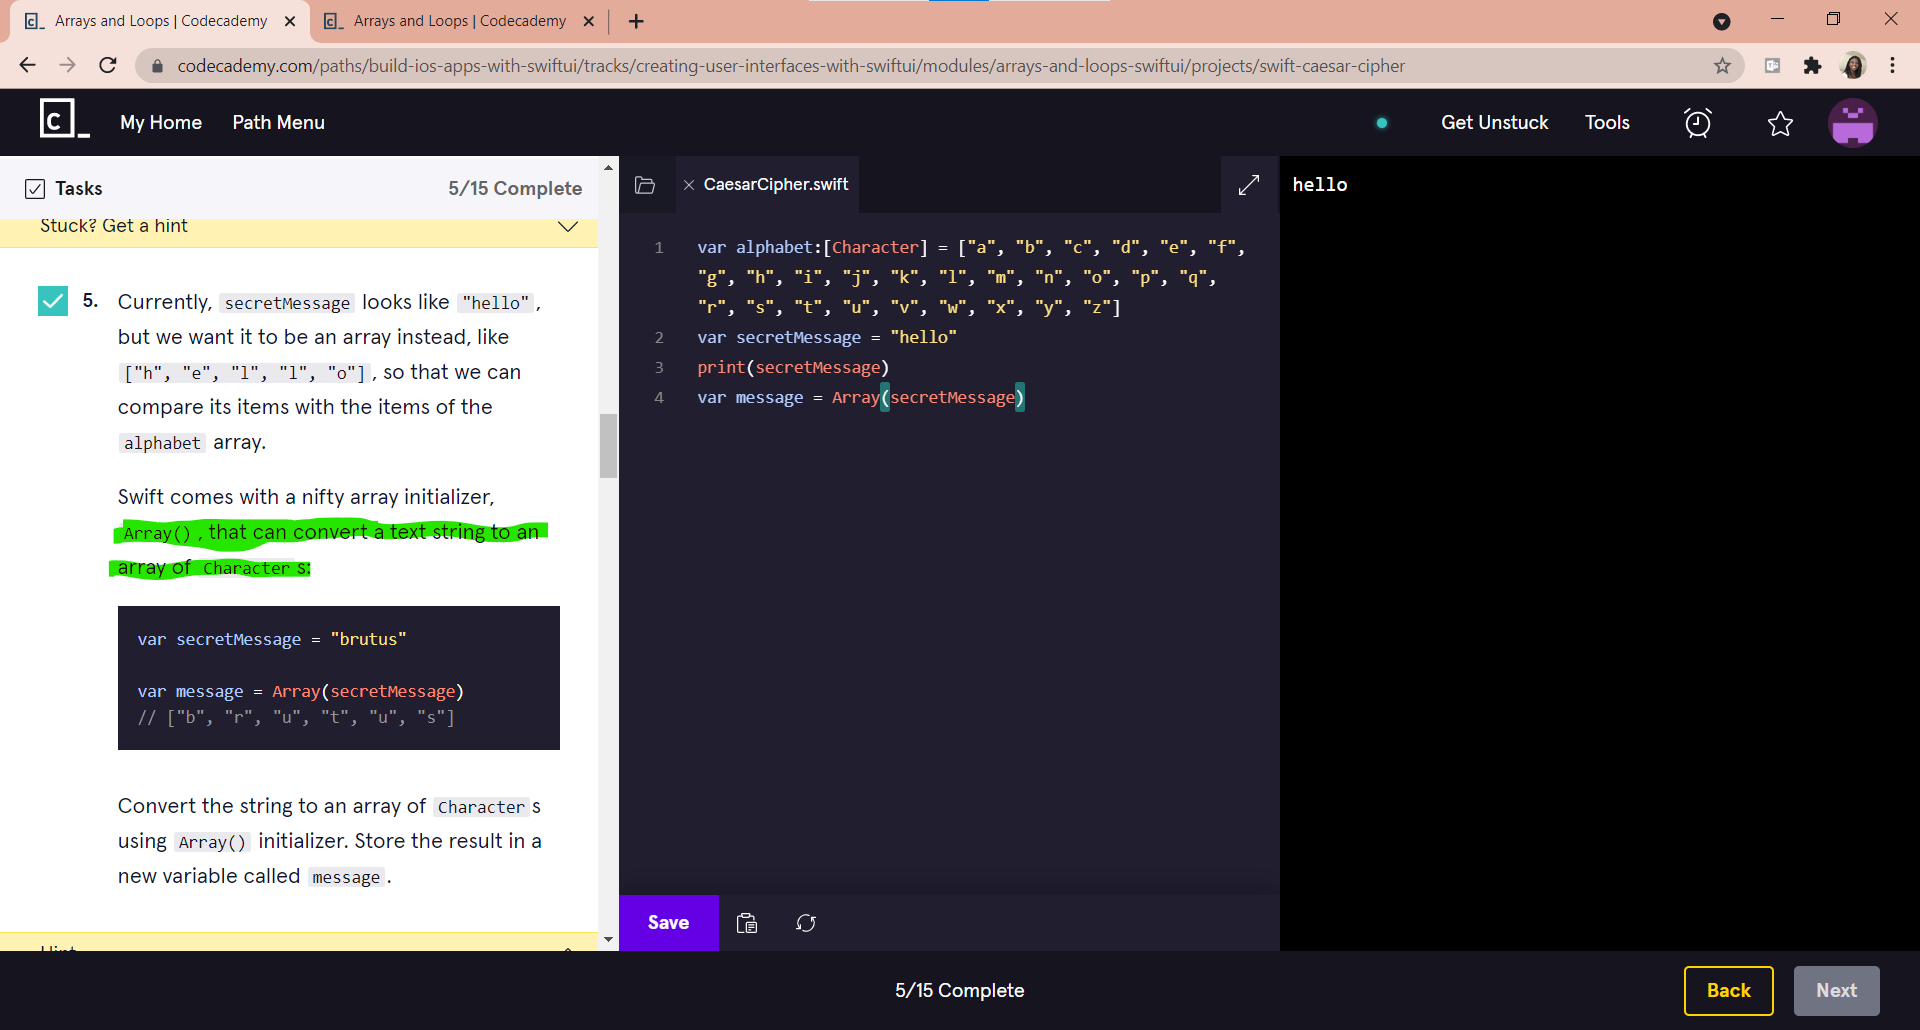 Arrays and Loops | Codecademy
Arrays and Loops | Codecademy
codecademy.com/paths/build-ios-apps-with-swiftui/tracks/creating-user-interfaces-with-swiftui/modules/arrays-and-loops-swiftui/projects/swift-caesar-cipher
My Home
Path Menu
Get Unstuck
Tools
Tasks
5/15 Complete
Stuck? Get a hint
5. Currently, secretMessage looks like "hello",
but we want it to be an array instead, like
["h", "e", "l", "l", "o"], so that we can
compare its items with the items of the
alphabet array.
Swift comes with a nifty array initializer,
Array(), that can convert a text string to an
array of Characters:
var secretMessage = "brutus"
var message = Array(secretMessage)
// ["b", "r", "u", "t", "u", "s"]
Convert the string to an array of Characters
using Array() initializer. Store the result in a
new variable called message.
Hint
CaesarCipher.swift
1 var alphabet:[Character] = ["a", "b", "c", "d", "e", "f",
"g", "h", "i", "j", "k", "l", "m", "n", "o", "p", "q",
"r", "s", "t", "u", "v", "w", "x", "y", "z"]
2 var secretMessage = "hello"
3 print(secretMessage)
4 var message = Array(secretMessage)
Save
hello
5/15 Complete
Back
Next